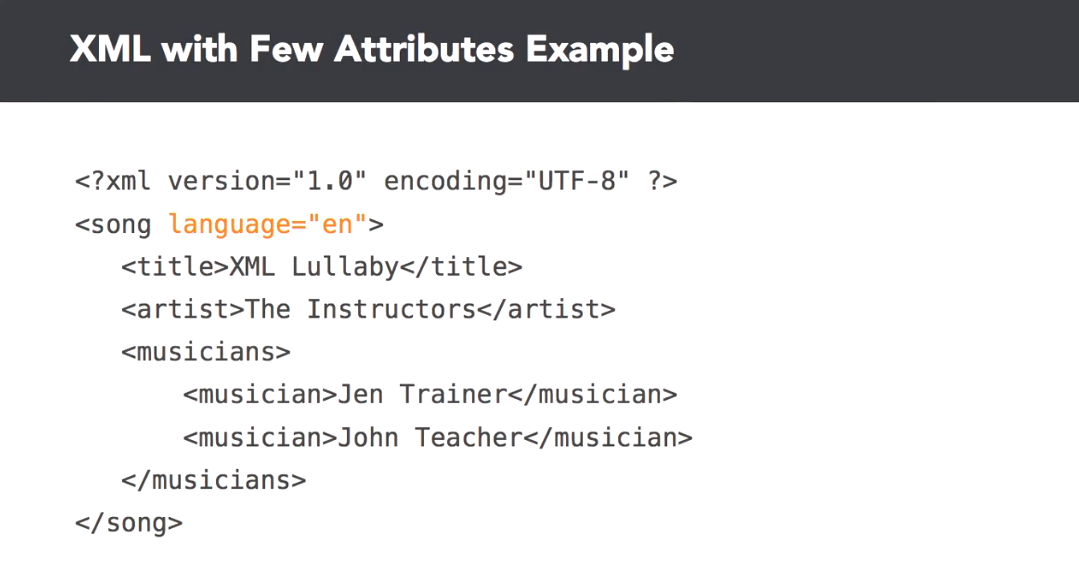 XML with Few Attributes Example
<?xml version="1.0" encoding="UTF-8" ?>
<song language="en">
<title>XML Lullaby</title>
<artist>The Instructors</artist>
<musicians>
<musician>Jen Trainer</musician>
<musician>John Teacher</musician>
</musicians>
</song>